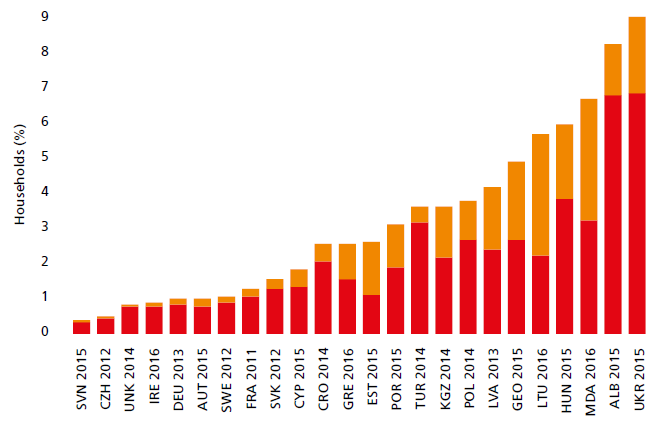 9
8
7
6
5
4
3
2
1
0
Households (%)
SVN 2015
CZH 2012
UNK 2014
IRE 2016
DEU 2013
AUT 2015
SWE 2012
FRA 2011
SVK 2012
CYP 2015
CRO 2014
GRE 2016
EST 2015
POR 2015
TUR 2014
KGZ 2014
POL 2014
LVA 2013
GEO 2015
LTU 2016
HUN 2015
MDA 2016
ALB 2015
UKR 2015